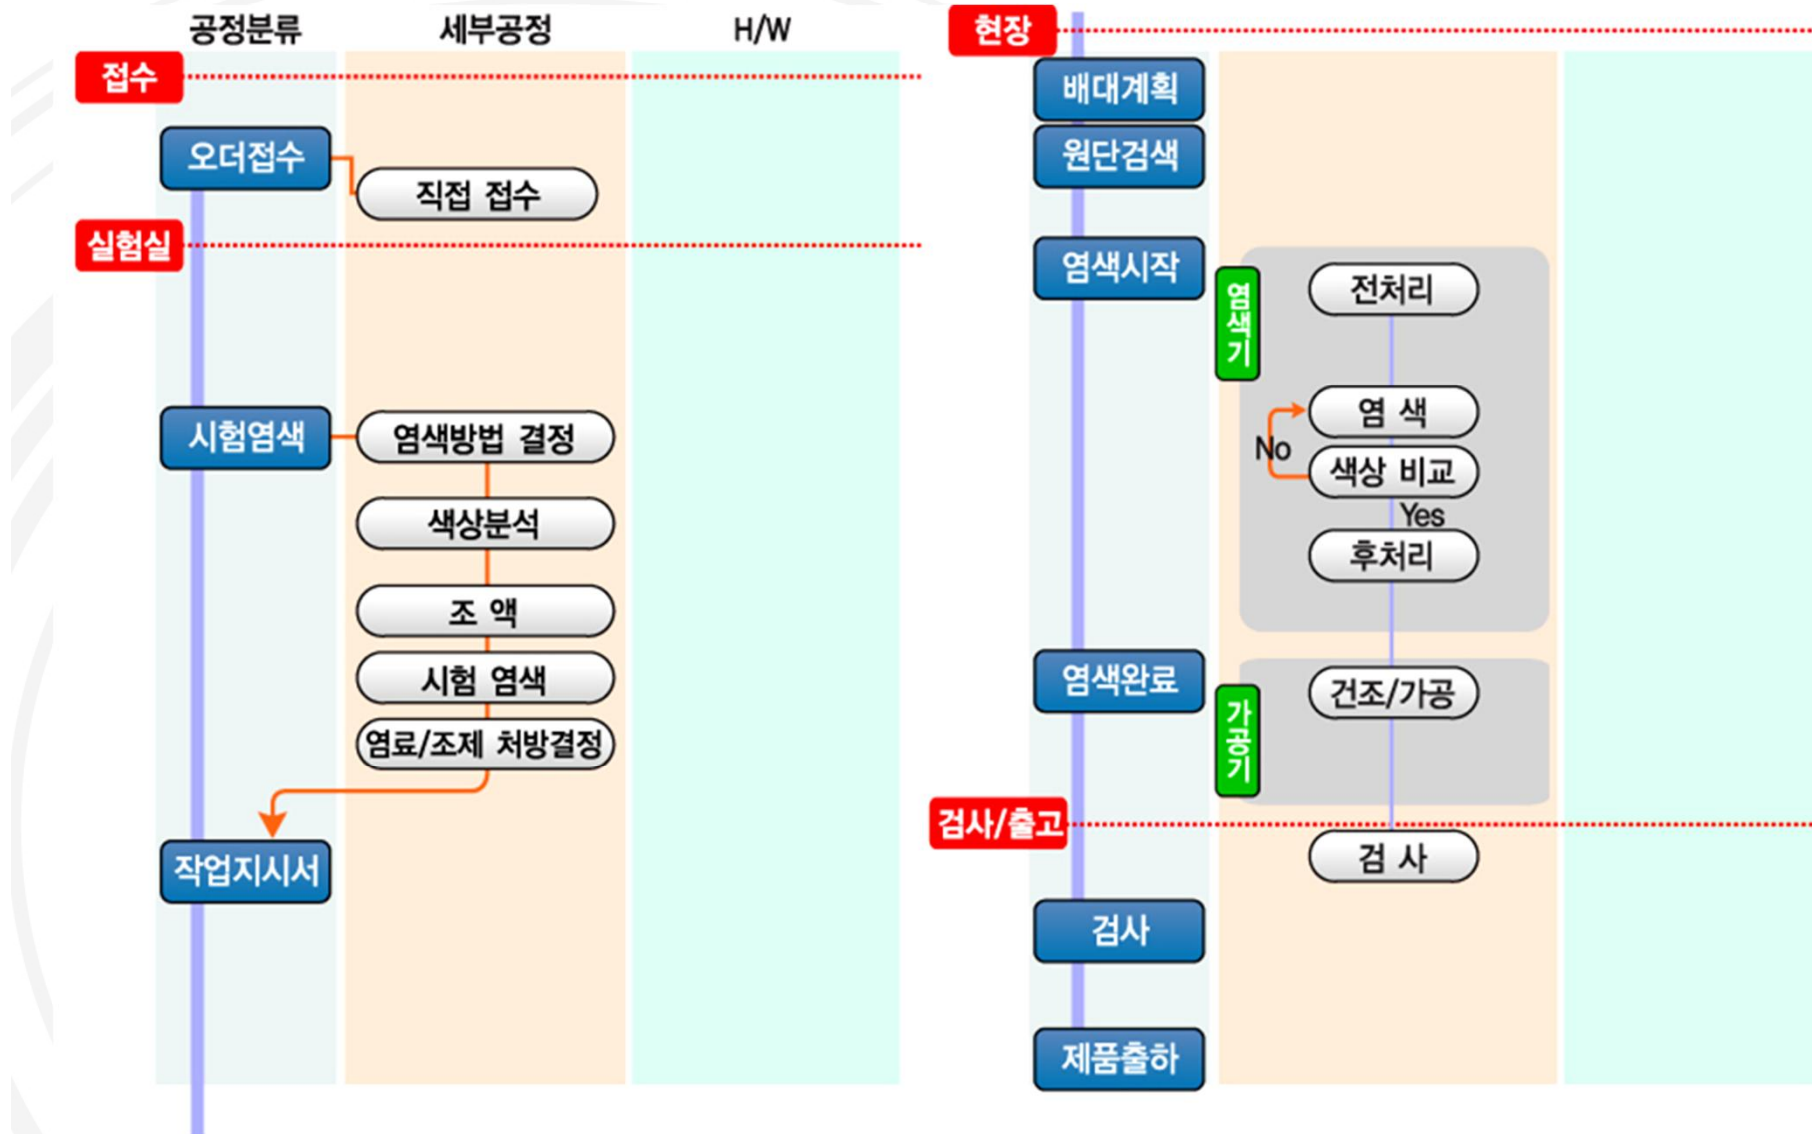 공정분류
세부공정
H/W
접수
오더접수
직접 접수
실험실
시험염색
염색방법 결정
색상분석
조 액
시험 염색
염료/조제 처방결정
작업지시서
현장
배대계획
원단검색
염색시작
염색기
전처리
염 색
No
색상 비교
Yes
후처리
염색완료
가공기
건조/가공
검사/출고
검 사
검사
제품출하